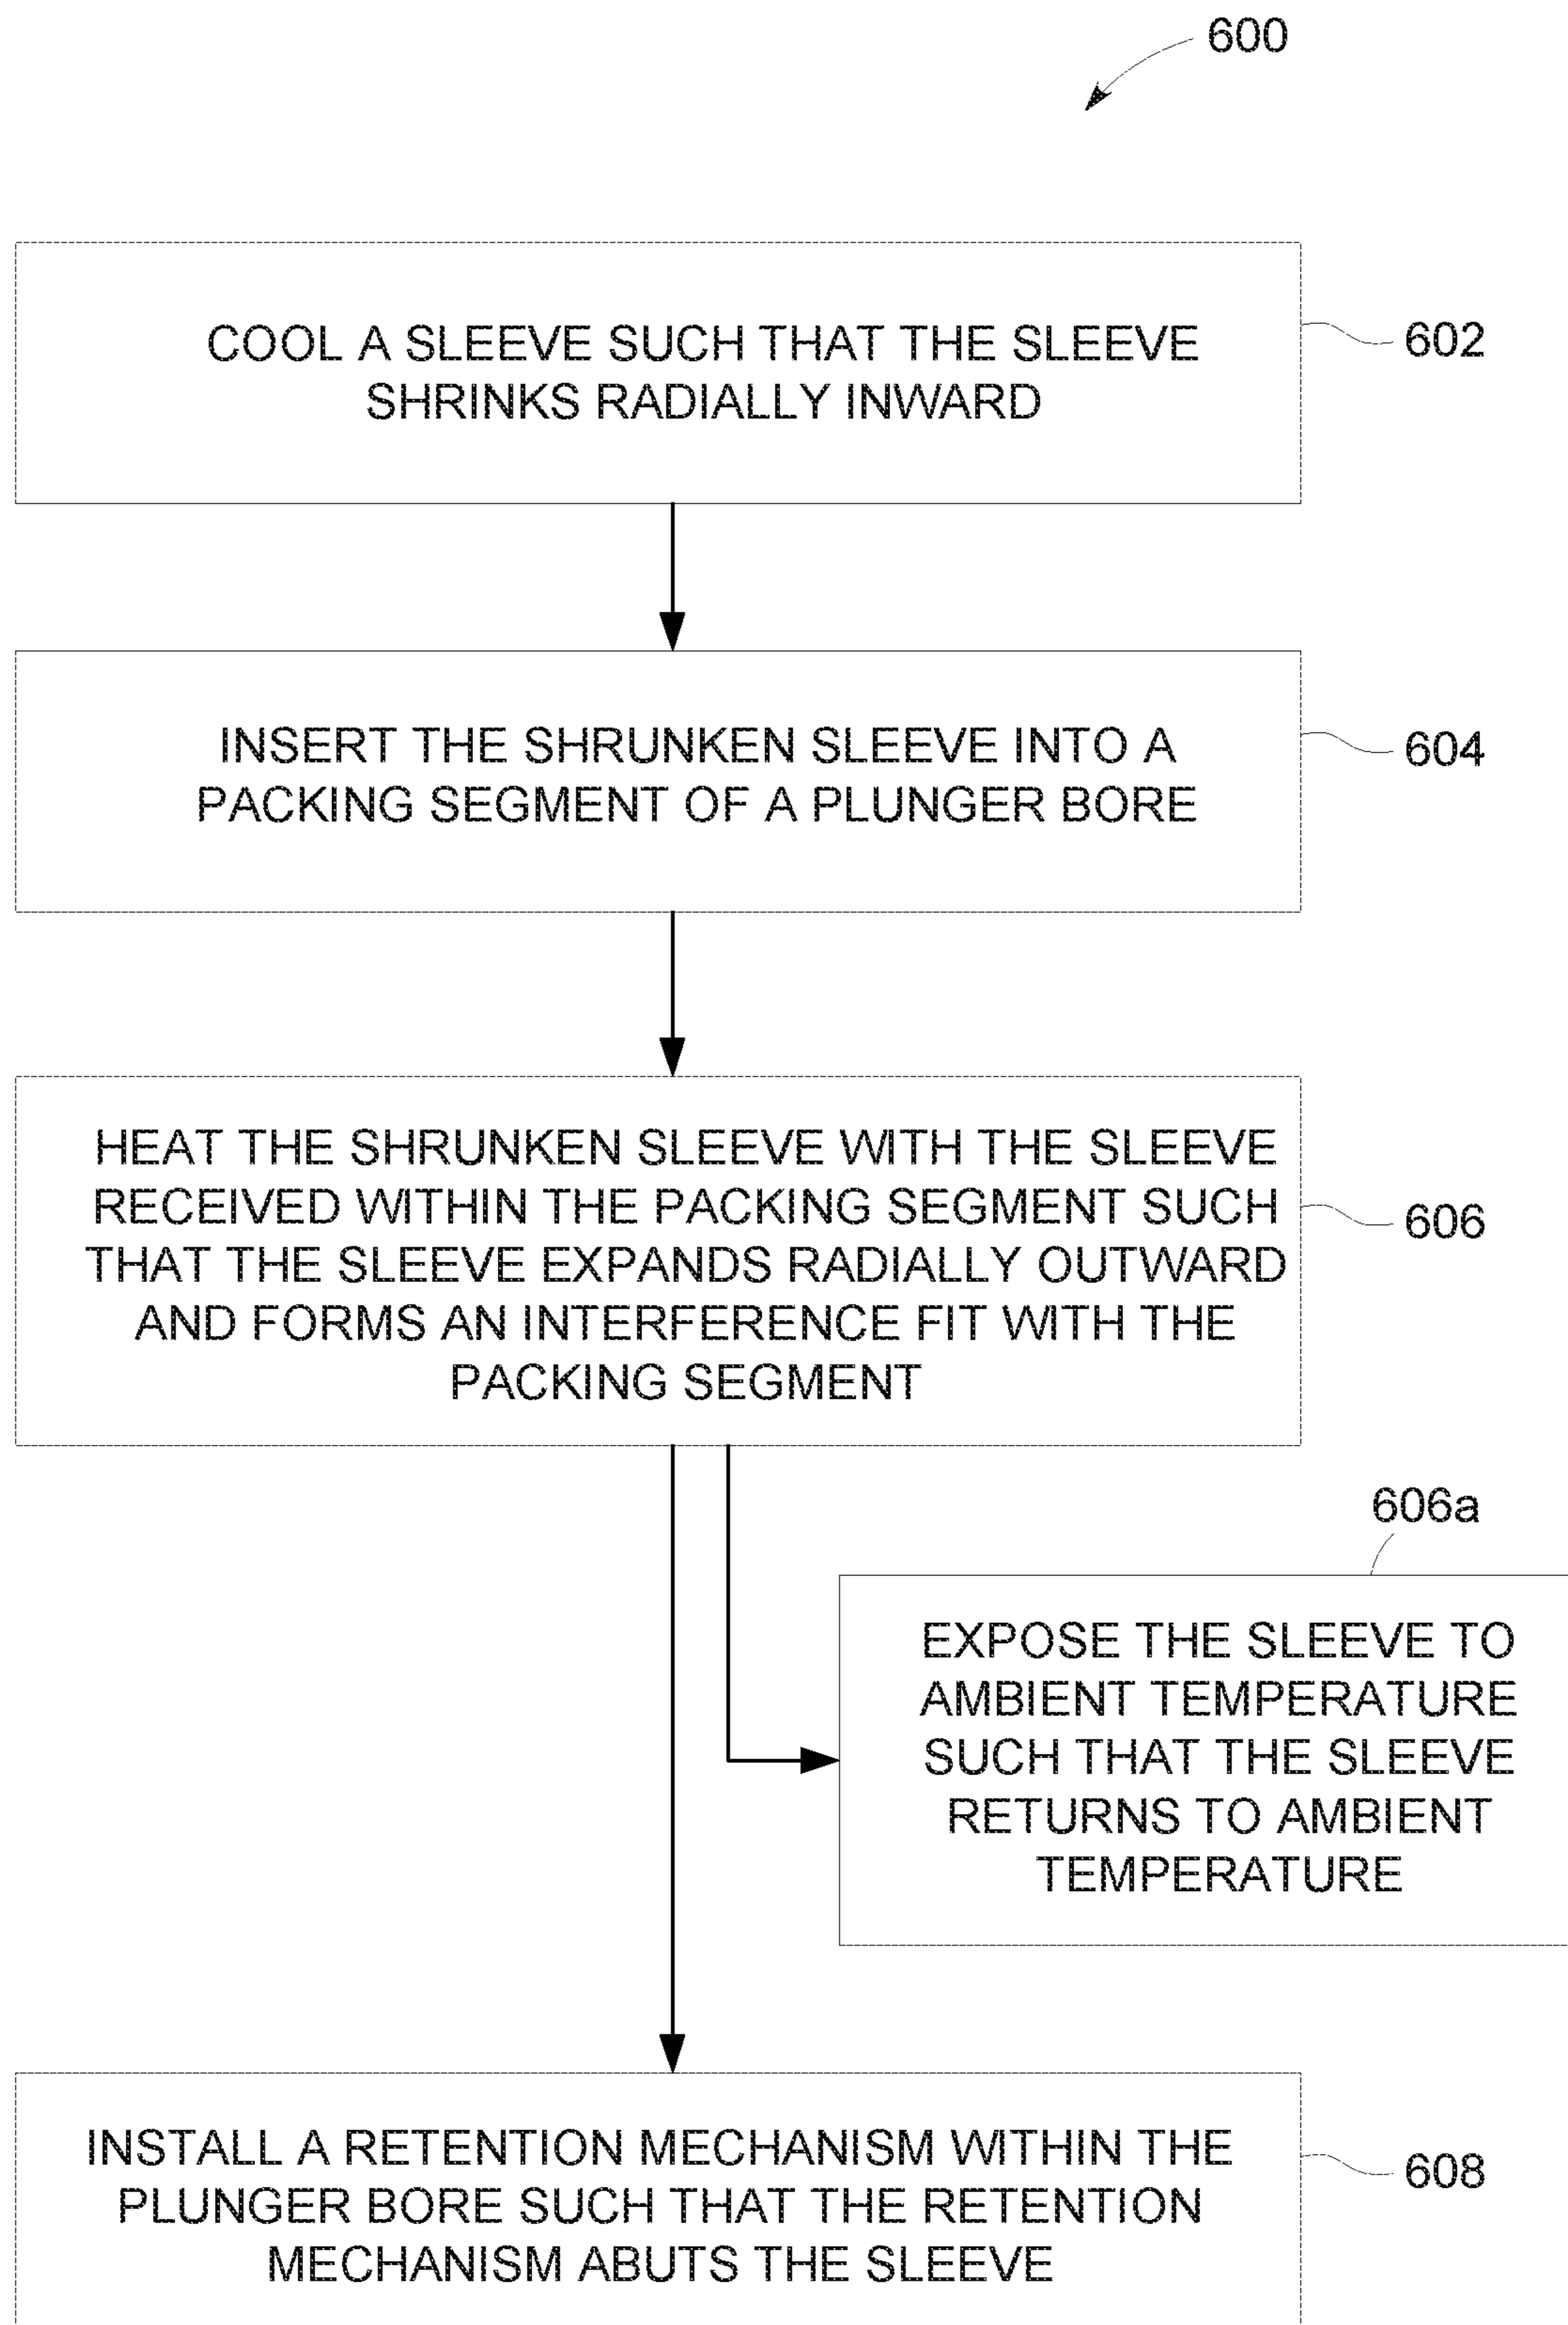 600
COOL A SLEEVE SUCH THAT THE SLEEVE
SHRINKS RADIALLY INWARD
602
INSERT THE SHRUNKEN SLEEVE INTO A
PACKING SEGMENT OF A PLUNGER BORE
604
HEAT THE SHRUNKEN SLEEVE WITH THE SLEEVE
RECEIVED WITHIN THE PACKING SEGMENT SUCH
THAT THE SLEEVE EXPANDS RADIALLY OUTWARD
AND FORMS AN INTERFERENCE FIT WITH THE
PACKING SEGMENT
606
606a
EXPOSE THE SLEEVE TO
AMBIENT TEMPERATURE
SUCH THAT THE SLEEVE
RETURNS TO AMBIENT
TEMPERATURE
INSTALL A RETENTION MECHANISM WITHIN THE
PLUNGER BORE SUCH THAT THE RETENTION
MECHANISM ABUTS THE SLEEVE
608